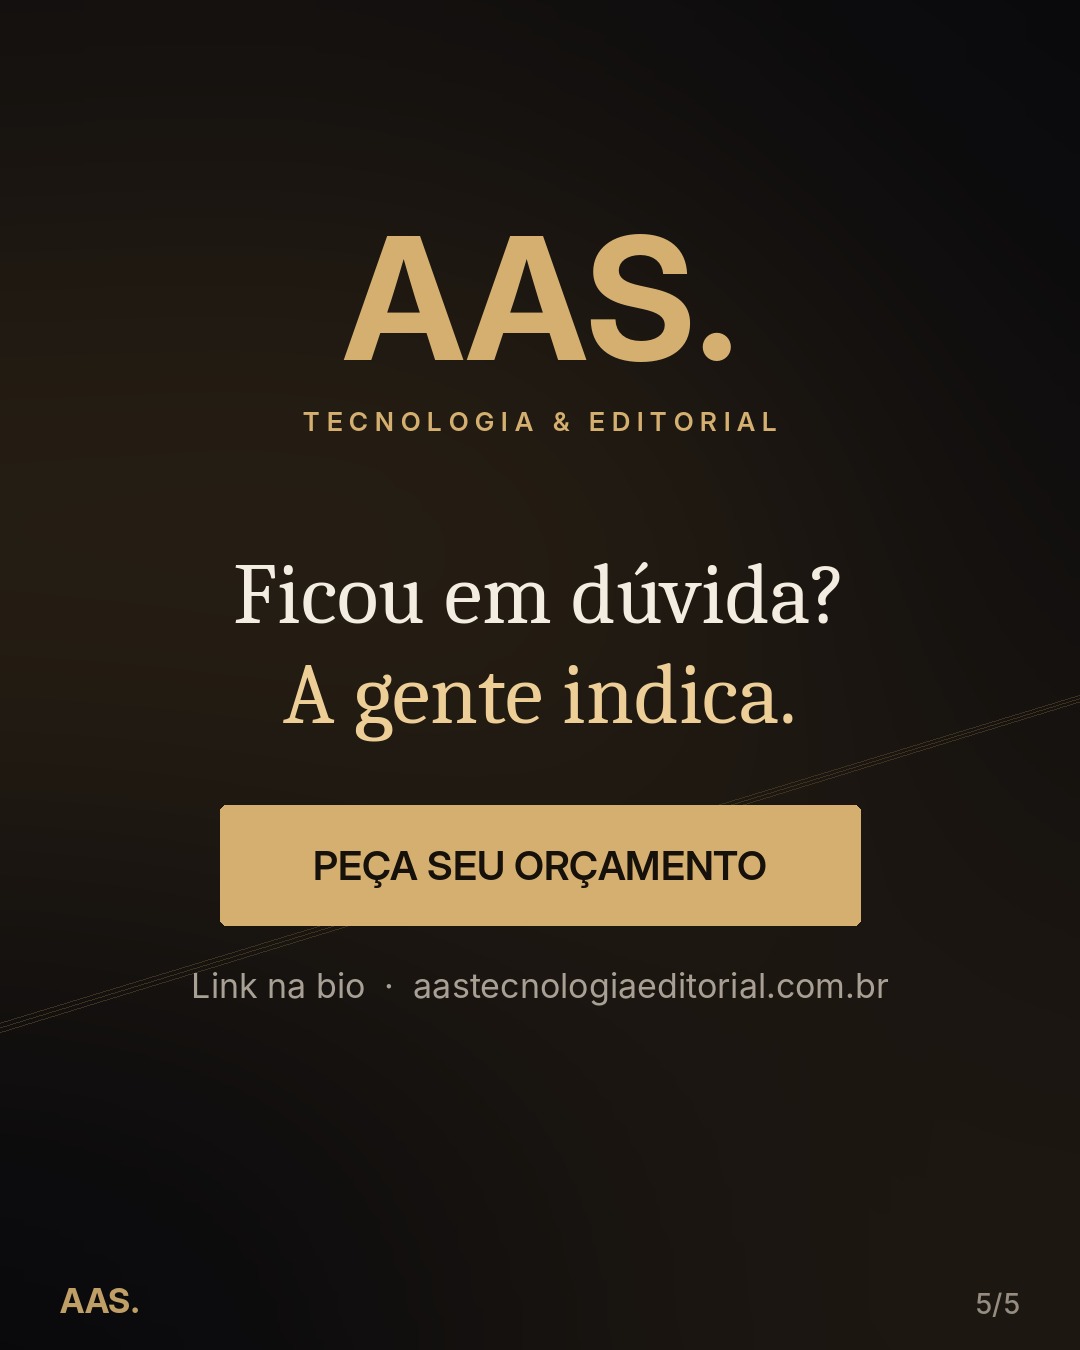 AAS.
TECNOLOGIA & EDITORIAL
Ficou em dúvida?
A gente indica.
PEÇA SEU ORÇAMENTO
Link na bio · aastecnologiaeditorial.com.br
AAS.
5/5